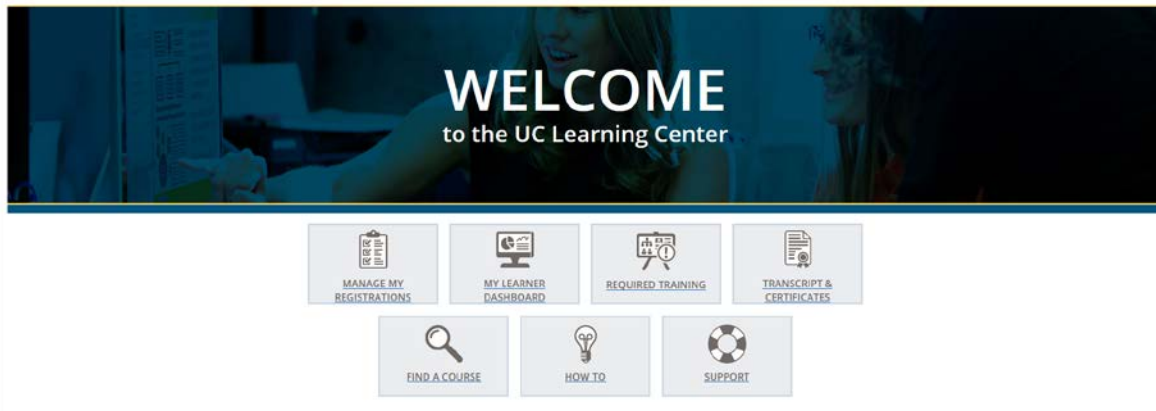 WELCOME
to the UC Learning Center
MANAGE MY
REGISTRATIONS
MY LEARNER
DASHBOARD
REQUIRED TRAINING
TRANSCRIPT &
CERTIFICATES
FIND A COURSE
HOW TO
SUPPORT